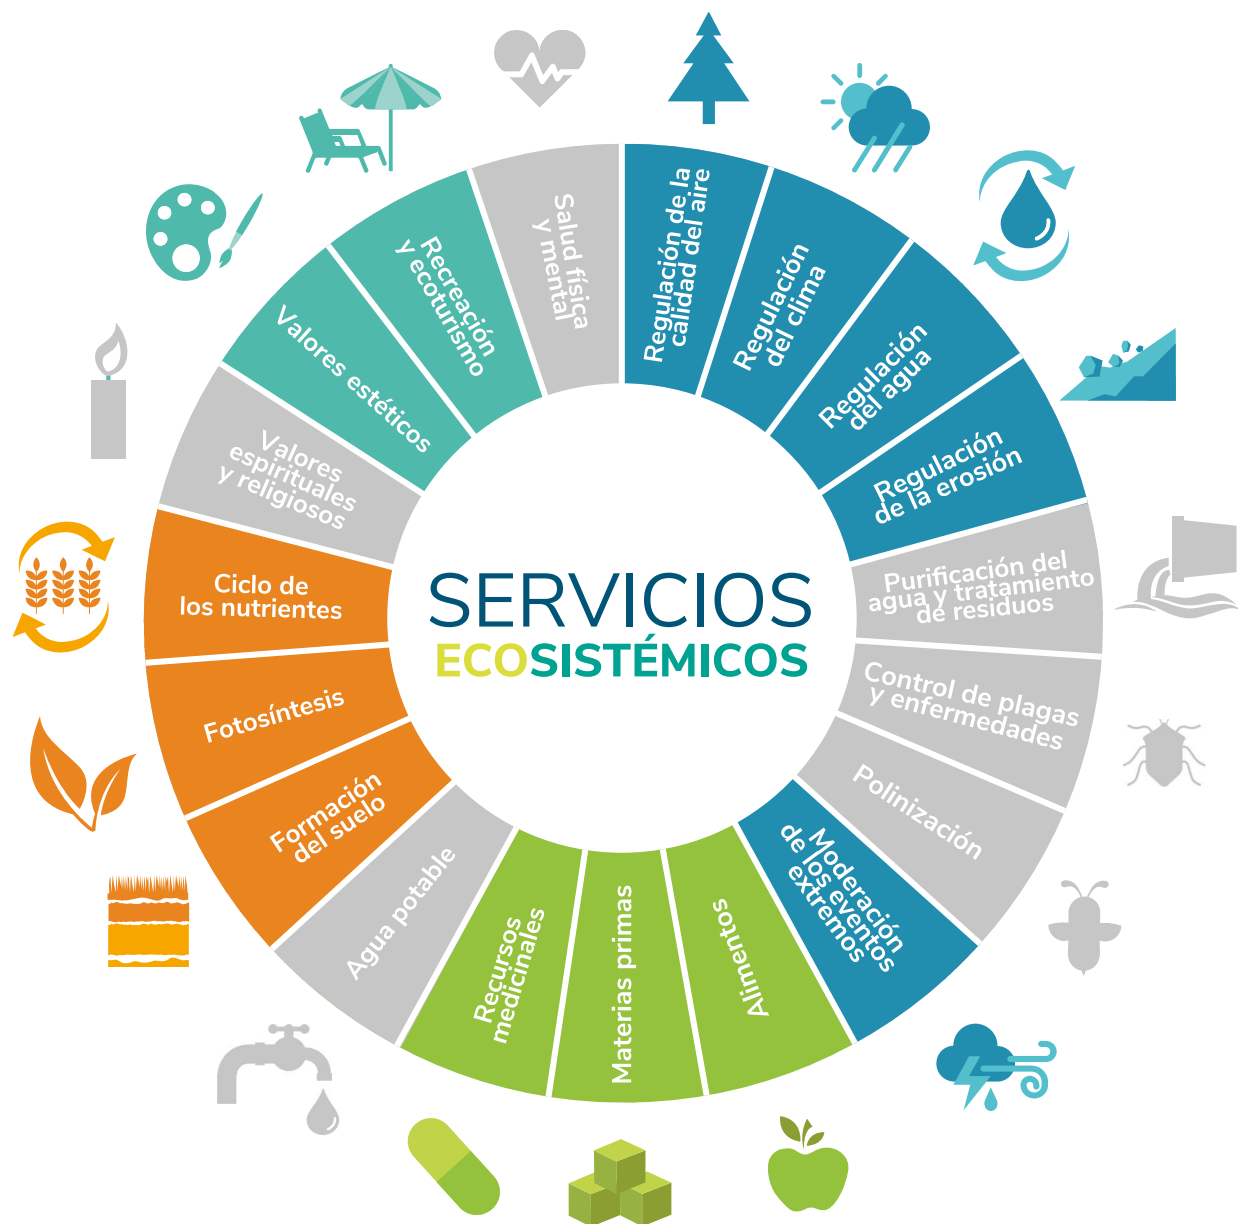 SERVICIOS
ECOSISTÉMICOS
Regulación de la
calidad del aire
Regulación
del clima
Regulación
del agua
Regulación
de la erosión
Purificación del
agua y tratamiento
de residuos
Control de plagas
y enfermedades
Polinización
Moderación
de los eventos
extremos
Alimentos
Materias primas
Recursos
medicinales
Agua potable
Formación
del suelo
Fotosíntesis
Ciclo de
los nutrientes
Valores
espirituales
y religiosos
Valores estéticos
Recreación
y ecoturismo
Salud física
y mental